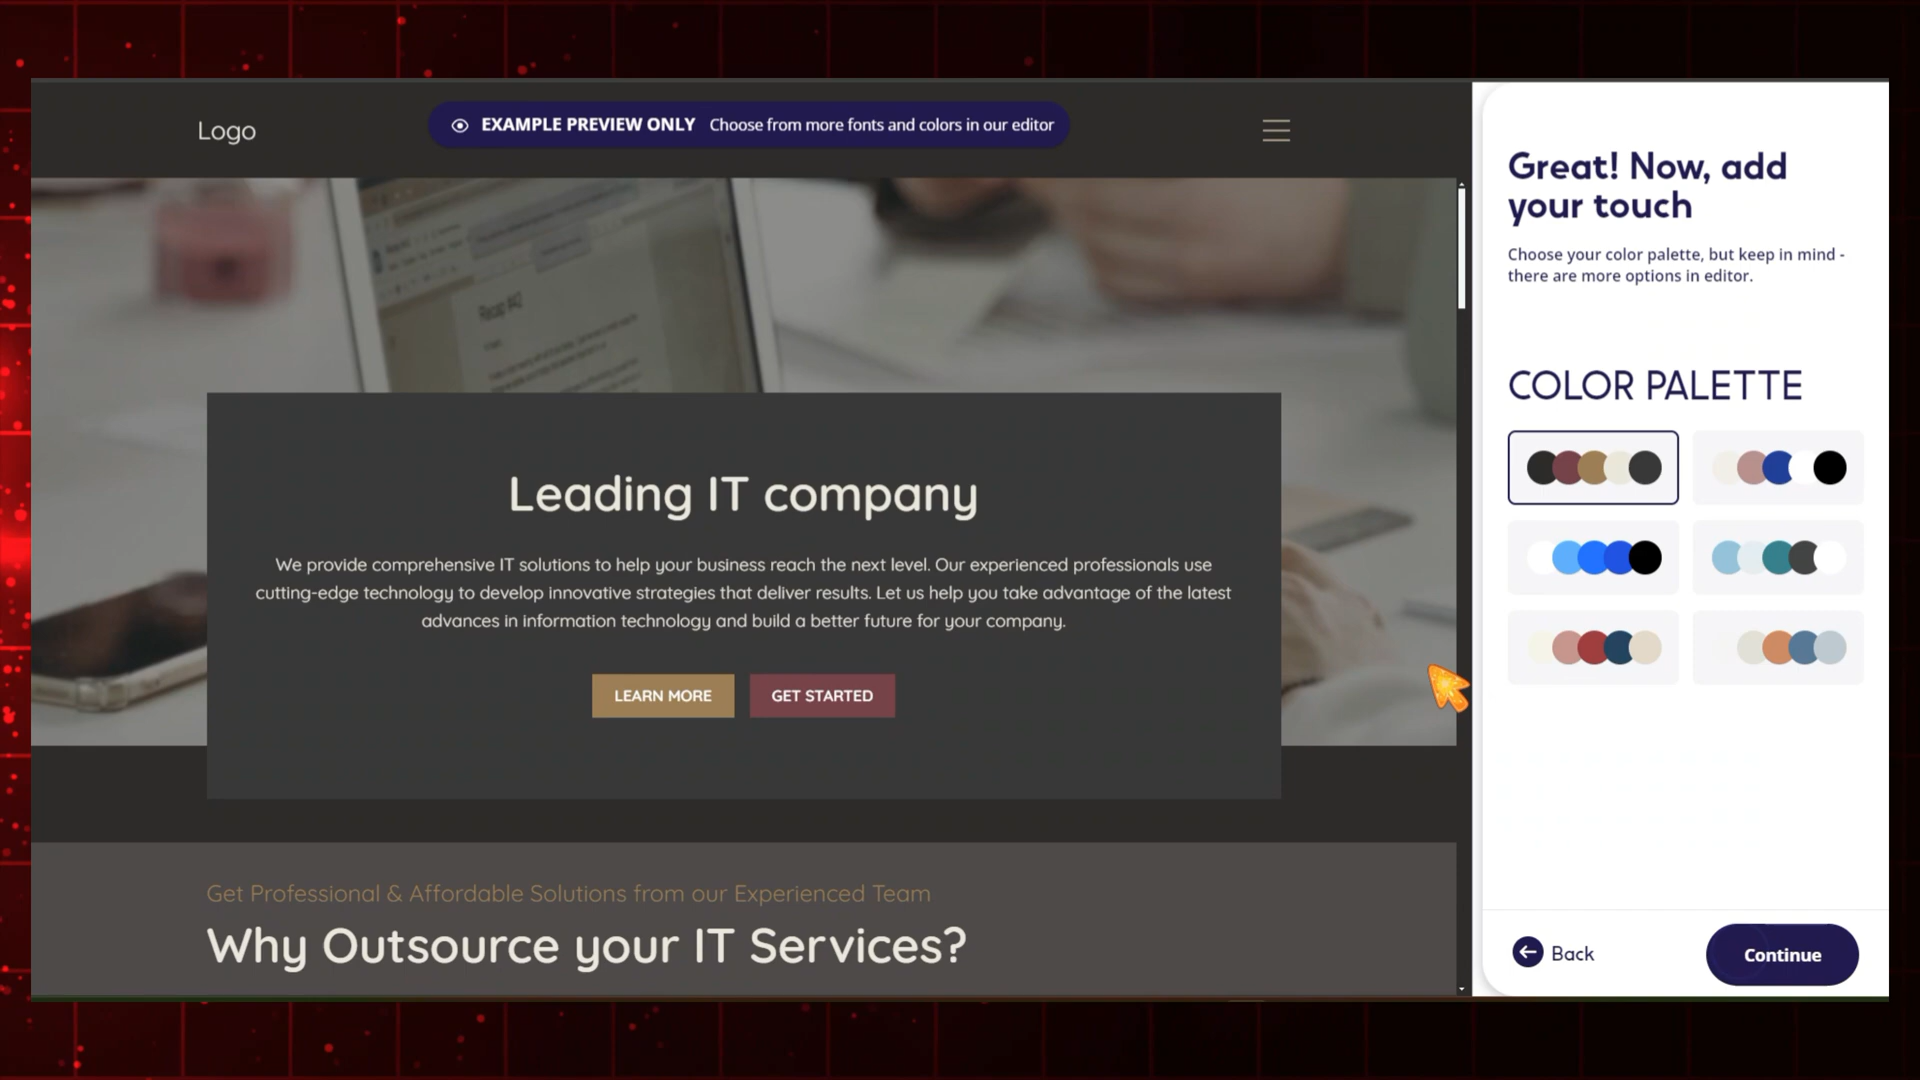 Logo
EXAMPLE PREVIEW ONLY Choose from more fonts and colors in our editor
Leading IT company
We provide comprehensive IT solutions to help your business reach the next level. Our experienced professionals use
cutting-edge technology to develop innovative strategies that deliver results. Let us help you take advantage of the latest
advances in information technology and build a better future for your company.
LEARN MORE
GET STARTED
Get Professional & Affordable Solutions from our Experienced Team
Why Outsource your IT Services?
Great! Now, add
your touch
Choose your color palette, but keep in mind -
there are more options in editor.
COLOR PALETTE
Back
Continue